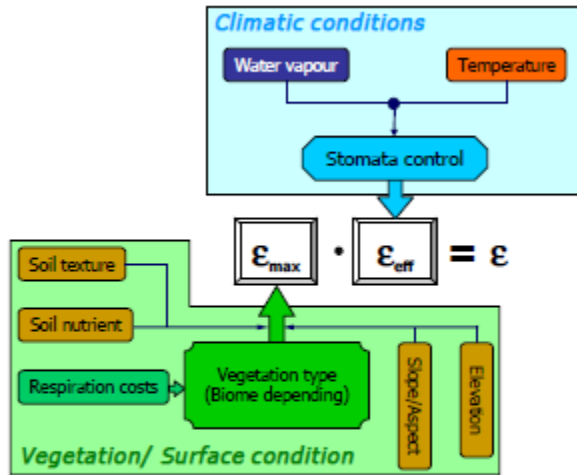 Climatic conditions
Water vapour
Temperature
Stomata control
εmax · εeff = ε
Soil texture
Soil nutrient
Respiration costs
Vegetation type
(Biome depending)
Slope/Aspect
Elevation
Vegetation/ Surface condition